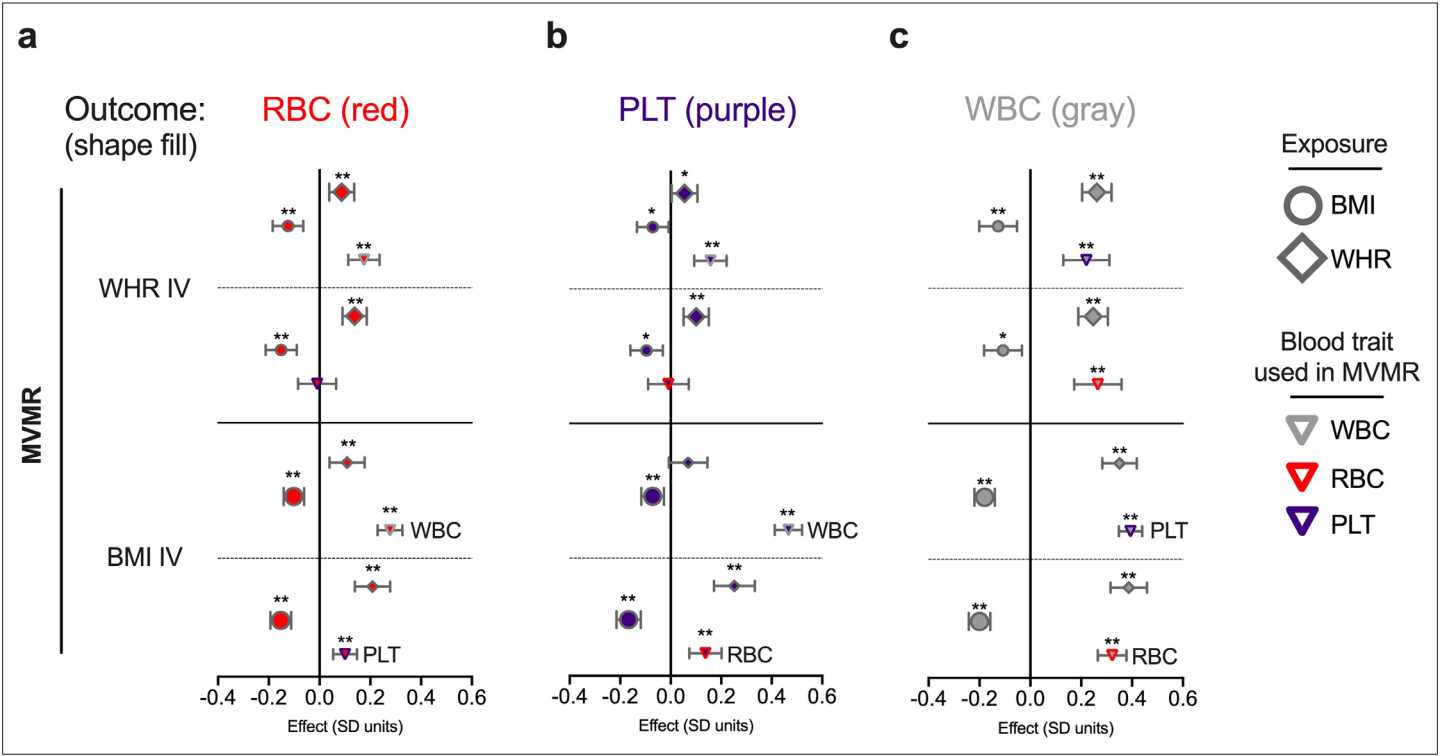 a
b
c
Outcome:
(shape fill)
RBC (red)
PLT (purple)
WBC (gray)
Exposure
BMI
WHR
Blood trait
used in MVMR
WBC
RBC
PLT
MVMR
WHR IV
BMI IV
**
**
**
**
**
**
**
WBC
**
**
**
PLT
-0.4 -0.2 0.0 0.2 0.4 0.6
Effect (SD units)
*
*
**
**
*
**
**
WBC
**
**
**
RBC
-0.4 -0.2 0.0 0.2 0.4 0.6
Effect (SD units)
**
**
**
**
*
**
**
**
**
PLT
**
**
**
RBC
-0.4 -0.2 0.0 0.2 0.4 0.6
Effect (SD units)